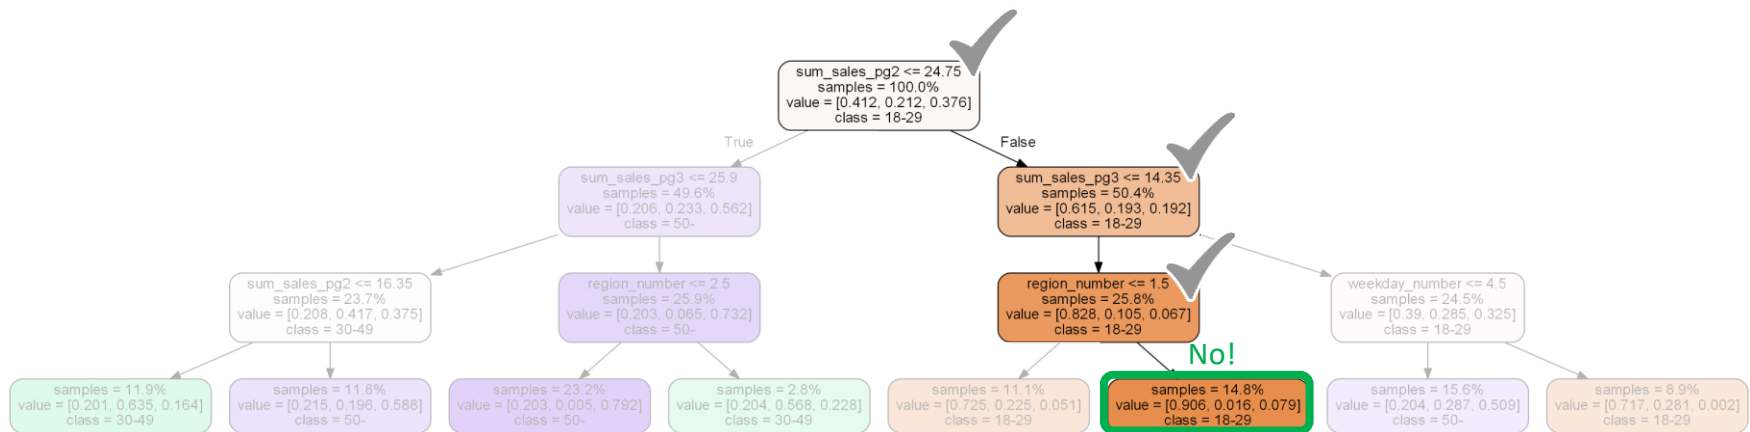 sum_sales_pg2 <= 24.75
samples = 100.0%
value = [0.412, 0.212, 0.376]
class = 18-29
True
False
sum_sales_pg3 <= 25.9
samples = 49.6%
value = [0.206, 0.233, 0.562]
class = 50-
sum_sales_pg3 <= 14.35
samples = 50.4%
value = [0.615, 0.193, 0.192]
class = 18-29
sum_sales_pg2 <= 16.35
samples = 23.7%
value = [0.208, 0.417, 0.375]
class = 30-49
region_number <= 2.5
samples = 25.9%
value = [0.203, 0.065, 0.732]
class = 50-
region_number <= 1.5
samples = 25.8%
value = [0.828, 0.105, 0.067]
class = 18-29
weekday_number <= 4.5
samples = 24.5%
value = [0.39, 0.285, 0.325]
class = 18-29
No!
samples = 11.9%
value = [0.201, 0.635, 0.164]
class = 30-49
samples = 11.8%
value = [0.215, 0.196, 0.588]
class = 50-
samples = 23.2%
value = [0.203, 0.005, 0.792]
class = 50-
samples = 2.8%
value = [0.204, 0.568, 0.228]
class = 30-49
samples = 11.1%
value = [0.725, 0.225, 0.051]
class = 18-29
samples = 14.8%
value = [0.906, 0.016, 0.079]
class = 18-29
samples = 15.6%
value = [0.204, 0.287, 0.509]
class = 50-
samples = 8.9%
value = [0.717, 0.281, 0.002]
class = 18-29